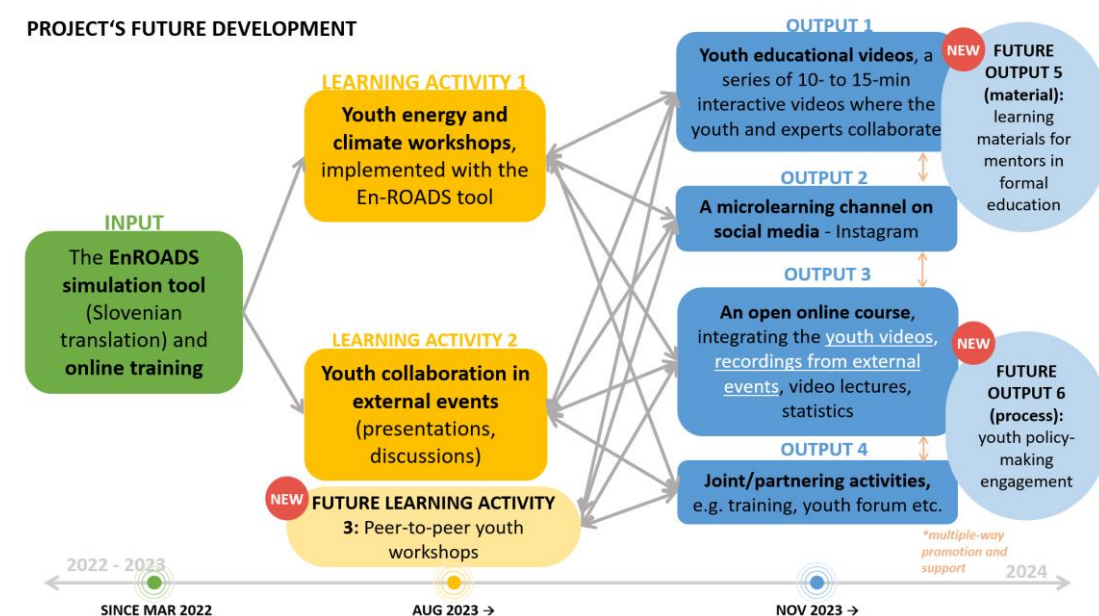 PROJECT‘S FUTURE DEVELOPMENT
INPUT
The EnROADS
simulation tool
(Slovenian
translation) and
online training
LEARNING ACTIVITY 1
Youth energy and
climate workshops,
implemented with the
En-ROADS tool
LEARNING ACTIVITY 2
Youth collaboration in
external events
(presentations,
discussions)
NEW
FUTURE LEARNING ACTIVITY
3: Peer-to-peer youth
workshops
OUTPUT 1
Youth educational videos, a
series of 10- to 15-min
interactive videos where the
youth and experts collaborate
OUTPUT 2
A microlearning channel on
social media - Instagram
OUTPUT 3
An open online course,
integrating the youth videos,
recordings from external
events, video lectures,
statistics
OUTPUT 4
Joint/partnering activities,
e.g. training, youth forum etc.
NEW
FUTURE
OUTPUT 5
(material):
learning
materials for
mentors in
formal
education
NEW
FUTURE
OUTPUT 6
(process):
youth policy-
making
engagement
*multiple-way
promotion and
support
2022 - 2023
2024
SINCE MAR 2022
AUG 2023 →
NOV 2023 →